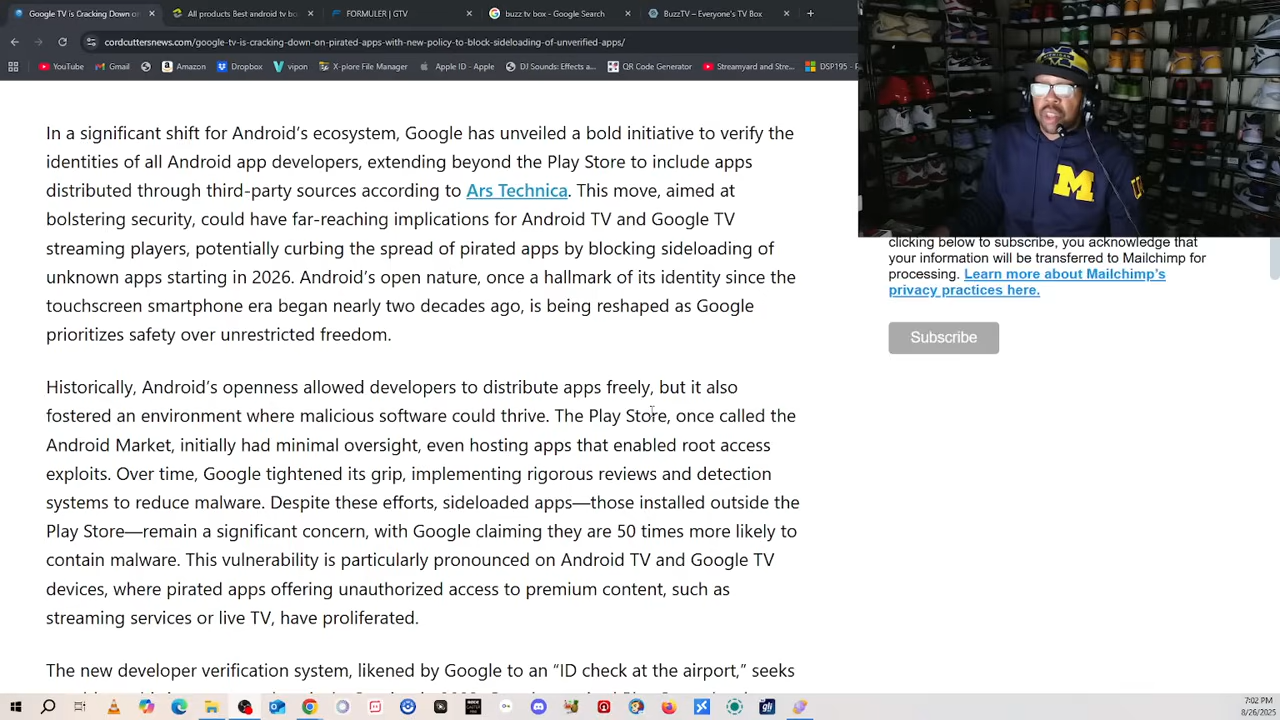 Google TV is Cracking Down o
All products Best android tv bo
FORMULER | GTV
buzz tv box - Google Search
BuzzTV – Everyone's TV Box
cordcuttersnews.com/google-tv-is-cracking-down-on-pirated-apps-with-new-policy-to-block-sideloading-of-unverified-apps/
YouTube
Gmail
Amazon
Dropbox
vipon
X-plore File Manager
Apple ID - Apple
DJ Sounds: Effects a...
QR Code Generator
Streamyard and Stre...
DSP195 -
In a significant shift for Android's ecosystem, Google has unveiled a bold initiative to verify the
identities of all Android app developers, extending beyond the Play Store to include apps
distributed through third-party sources according to Ars Technica. This move, aimed at
bolstering security, could have far-reaching implications for Android TV and Google TV
streaming players, potentially curbing the spread of pirated apps by blocking sideloading of
unknown apps starting in 2026. Android's open nature, once a hallmark of its identity since the
touchscreen smartphone era began nearly two decades ago, is being reshaped as Google
prioritizes safety over unrestricted freedom.
Historically, Android's openness allowed developers to distribute apps freely, but it also
fostered an environment where malicious software could thrive. The Play Store, once called the
Android Market, initially had minimal oversight, even hosting apps that enabled root access
exploits. Over time, Google tightened its grip, implementing rigorous reviews and detection
systems to reduce malware. Despite these efforts, sideloaded apps—those installed outside the
Play Store—remain a significant concern, with Google claiming they are 50 times more likely to
contain malware. This vulnerability is particularly pronounced on Android TV and Google TV
devices, where pirated apps offering unauthorized access to premium content, such as
streaming services or live TV, have proliferated.
The new developer verification system, likened by Google to an “ID check at the airport,” seeks
M
clicking below to subscribe, you acknowledge that
your information will be transferred to Mailchimp for
processing. Learn more about Mailchimp's
privacy practices here.
Subscribe
7:02 PM
8/26/2025